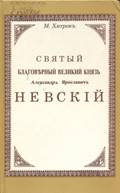 М. Хитровъ.
СВЯТЫЙ
БЛАГОВѢРНЫЙ ВЕЛИКІЙ КНЯЗЬ
Александръ Ярославичъ
НЕВСКІЙ